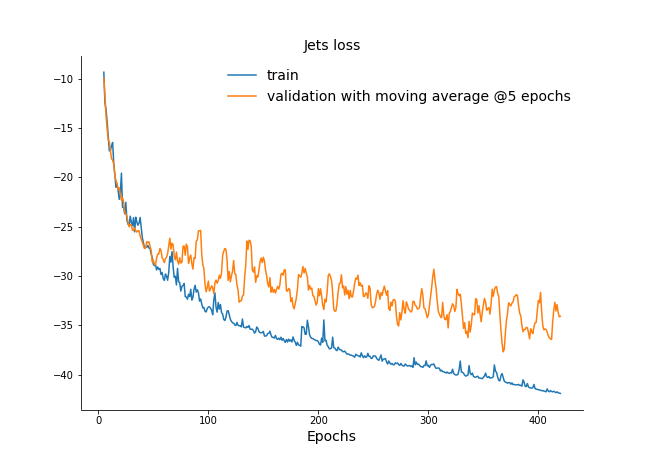 Jets loss
train
validation with moving average @5 epochs
−10
−15
−20
−25
−30
−35
−40
0 100 200 300 400
Epochs